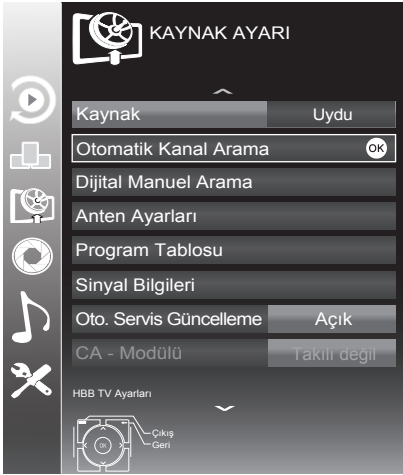 KAYNAK AYARI
Kaynak Uydu
Otomatik Kanal Arama OK
Dijital Manuel Arama
Anten Ayarları
Program Tablosu
Sinyal Bilgileri
Oto. Servis Güncelleme Açık
CA - Modülü Takılı değil
HBB TV Ayarları
Çıkış
OK Geri